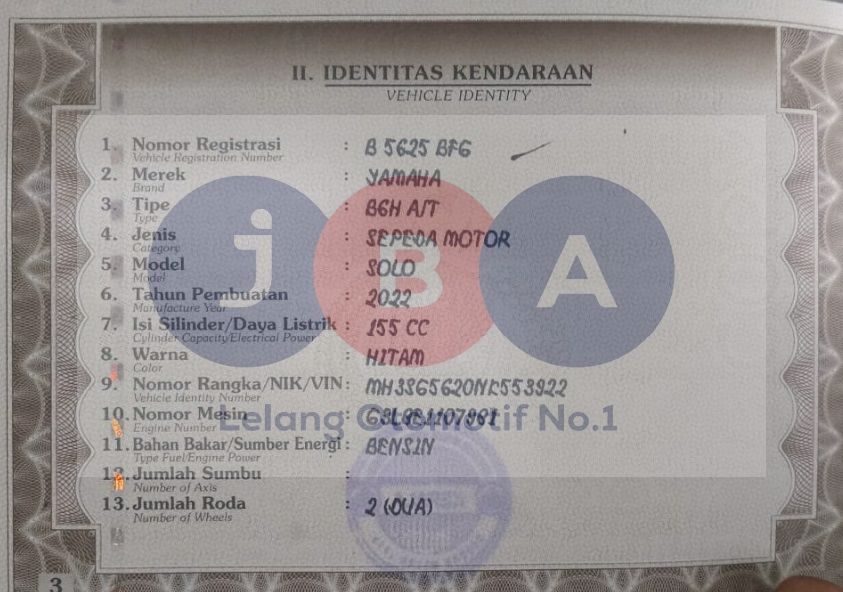 II. IDENTITAS KENDARAAN
VEHICLE IDENTITY
1. Nomor Registrasi : B 5625 BFG
Vehicle Registration Number
2. Merek : YAMAHA
Brand
3. Tipe : BGH A/T
Type
4. Jenis : SEPEDA MOTOR
Category
5. Model : SOLO
Model
6. Tahun Pembuatan : 2022
Manufacture Year
7. Isi Silinder/Daya Listrik : 155 CC
Cylinder Capacity/Electrical Power
8. Warna : HITAM
Color
9. Nomor Rangka/NIK/VIN :
Vehicle Identity Number
10. Nomor Mesin :
Engine Number
11. Bahan Bakar/Sumber Energi : BENSIN
Type Fuel/Engine Power
12. Jumlah Sumbu :
Number of Axis
13. Jumlah Roda : 2 (DUA)
Number of Wheels
JBA
Lelang Otomotif No.1
3